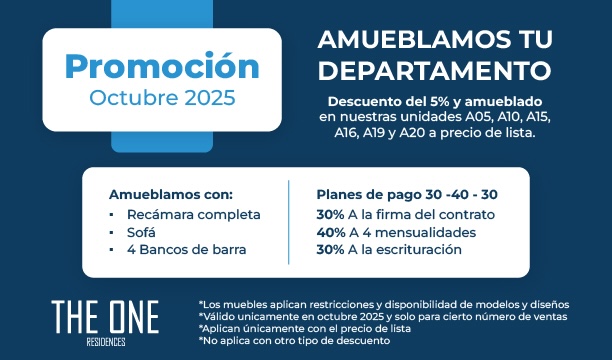 Promoción
Octubre 2025
AMUEBLAMOS TU
DEPARTAMENTO
Descuento del 5% y amueblado
en nuestras unidades A05, A10, A15,
A16, A19 y A20 a precio de lista.
Amueblamos con:
▪ Recámara completa
▪ Sofá
▪ 4 Bancos de barra
Planes de pago 30 -40 - 30
30% A la firma del contrato
40% A 4 mensualidades
30% A la escrituración
THE ONE
RESIDENCES
*Los muebles aplican restricciones y disponibilidad de modelos y diseños
*Válido unicamente en octubre 2025 y solo para cierto número de ventas
*Aplican únicamente con el precio de lista
*No aplica con otro tipo de descuento